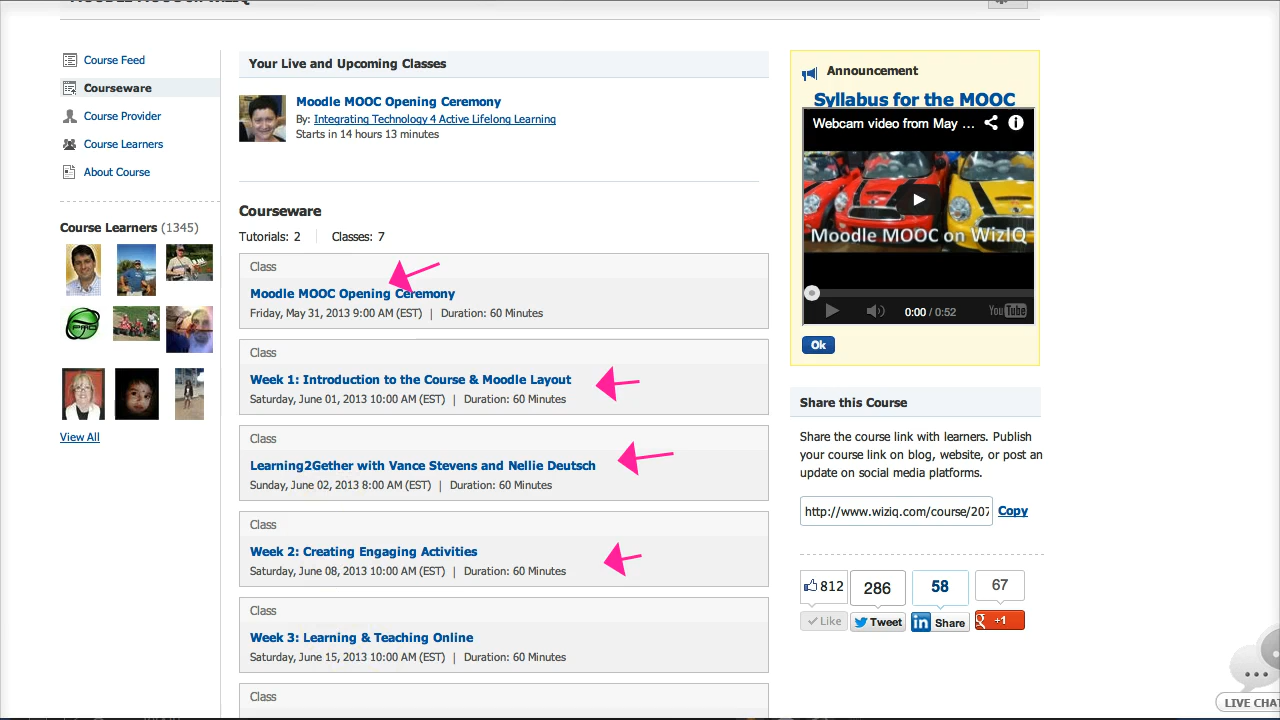 Course Feed
Courseware
Course Provider
Course Learners
About Course
Course Learners (1345)
View All
Your Live and Upcoming Classes
Moodle MOOC Opening Ceremony
By: Integrating Technology 4 Active Lifelong Learning
Starts in 14 hours 13 minutes
Courseware
Tutorials: 2 Classes: 7
Class
Moodle MOOC Opening Ceremony
Friday, May 31, 2013 9:00 AM (EST) | Duration: 60 Minutes
Class
Week 1: Introduction to the Course & Moodle Layout
Saturday, June 01, 2013 10:00 AM (EST) | Duration: 60 Minutes
Class
Learning2Gether with Vance Stevens and Nellie Deutsch
Sunday, June 02, 2013 8:00 AM (EST) | Duration: 60 Minutes
Class
Week 2: Creating Engaging Activities
Saturday, June 08, 2013 10:00 AM (EST) | Duration: 60 Minutes
Class
Week 3: Learning & Teaching Online
Saturday, June 15, 2013 10:00 AM (EST) | Duration: 60 Minutes
Class
Announcement
Syllabus for the MOOC
Webcam video from May ...
Moodle MOOC on WizIQ
0:00 / 0:52
YouTube
Ok
Share this Course
Share the course link with learners. Publish
your course link on blog, website, or post an
update on social media platforms.
http://www.wiziq.com/course/207 Copy
812 286 58 67
Like Tweet in Share g +1
LIVE CHAT